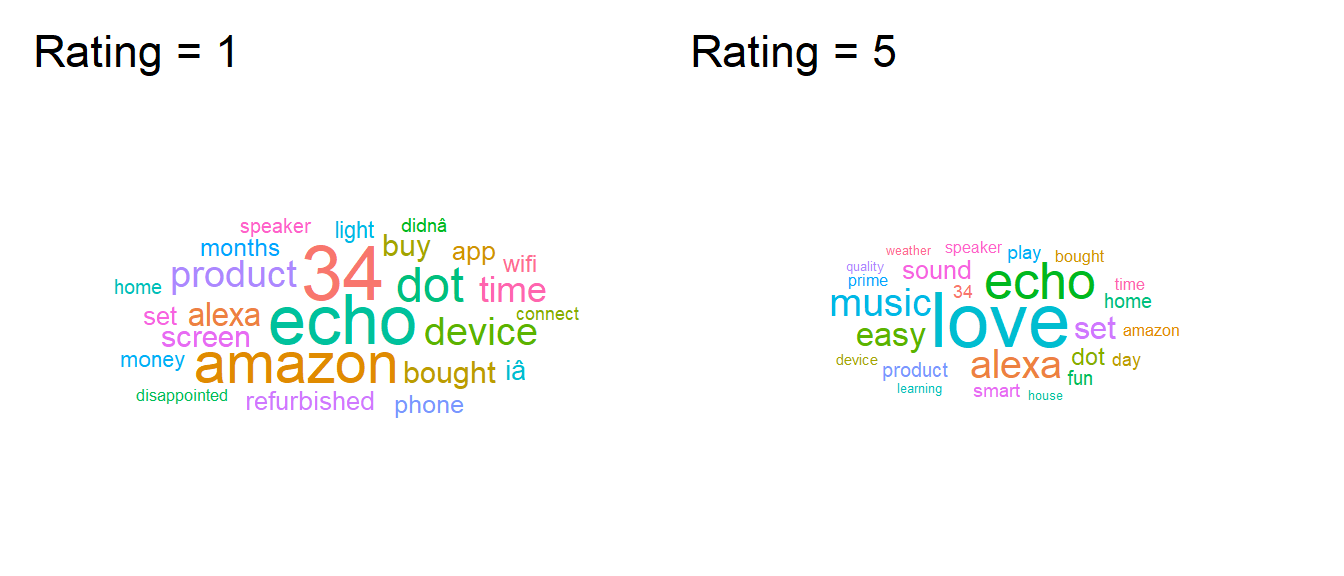 Rating = 1
speaker light didnâ
months buy app
product 34 dot wifi
home time
set alexa echo device connect
screen
money amazon bought iâ
disappointed refurbished phone
Rating = 5
weather speaker play bought
quality sound echo
prime 34 time
music love home
easy set amazon
device product alexa dot day
learning smart fun
house